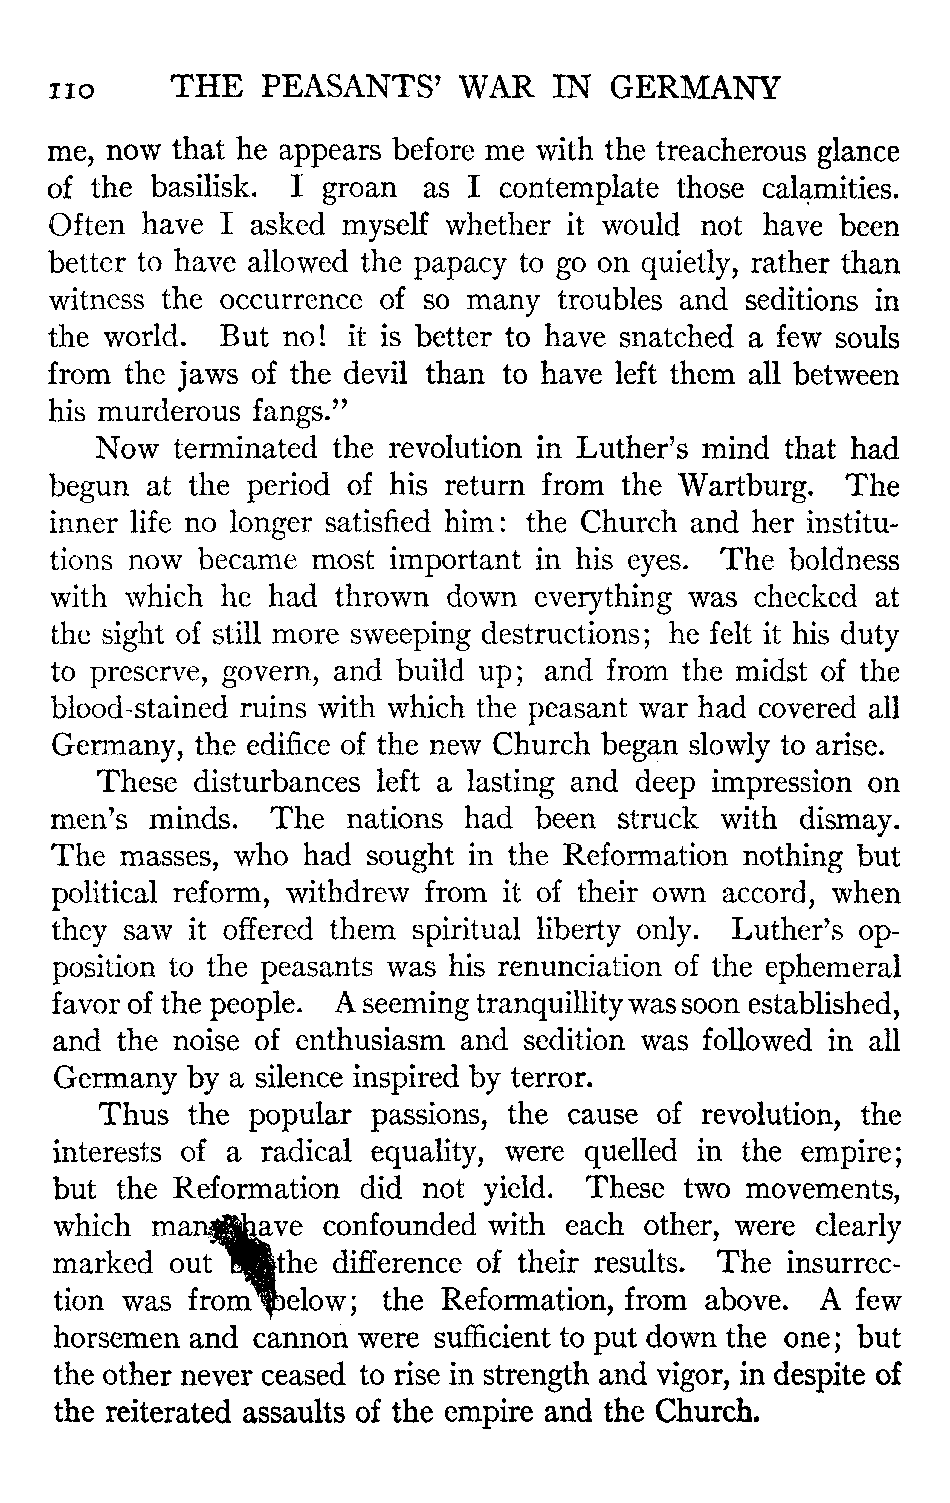 110 THE PEASANTS' WAR IN GERMANY
me, now that he appears before me with the treacherous glance
of the basilisk. I groan as I contemplate those calamities.
Often have I asked myself whether it would not have been
better to have allowed the papacy to go on quietly, rather than
witness the occurrence of so many troubles and seditions in
the world. But no! it is better to have snatched a few souls
from the jaws of the devil than to have left them all between
his murderous fangs."
Now terminated the revolution in Luther's mind that had
begun at the period of his return from the Wartburg. The
inner life no longer satisfied him: the Church and her institu-
tions now became most important in his eyes. The boldness
with which he had thrown down everything was checked at
the sight of still more sweeping destructions; he felt it his duty
to preserve, govern, and build up; and from the midst of the
blood-stained ruins with which the peasant war had covered all
Germany, the edifice of the new Church began slowly to arise.
These disturbances left a lasting and deep impression on
men's minds. The nations had been struck with dismay.
The masses, who had sought in the Reformation nothing but
political reform, withdrew from it of their own accord, when
they saw it offered them spiritual liberty only. Luther's op-
position to the peasants was his renunciation of the ephemeral
favor of the people. A seeming tranquillity was soon established,
and the noise of enthusiasm and sedition was followed in all
Germany by a silence inspired by terror.
Thus the popular passions, the cause of revolution, the
interests of a radical equality, were quelled in the empire;
but the Reformation did not yield. These two movements,
which many have confounded with each other, were clearly
marked out the difference of their results. The insurrec-
tion was from below; the Reformation, from above. A few
horsemen and cannon were sufficient to put down the one; but
the other never ceased to rise in strength and vigor, in despite of
the reiterated assaults of the empire and the Church.